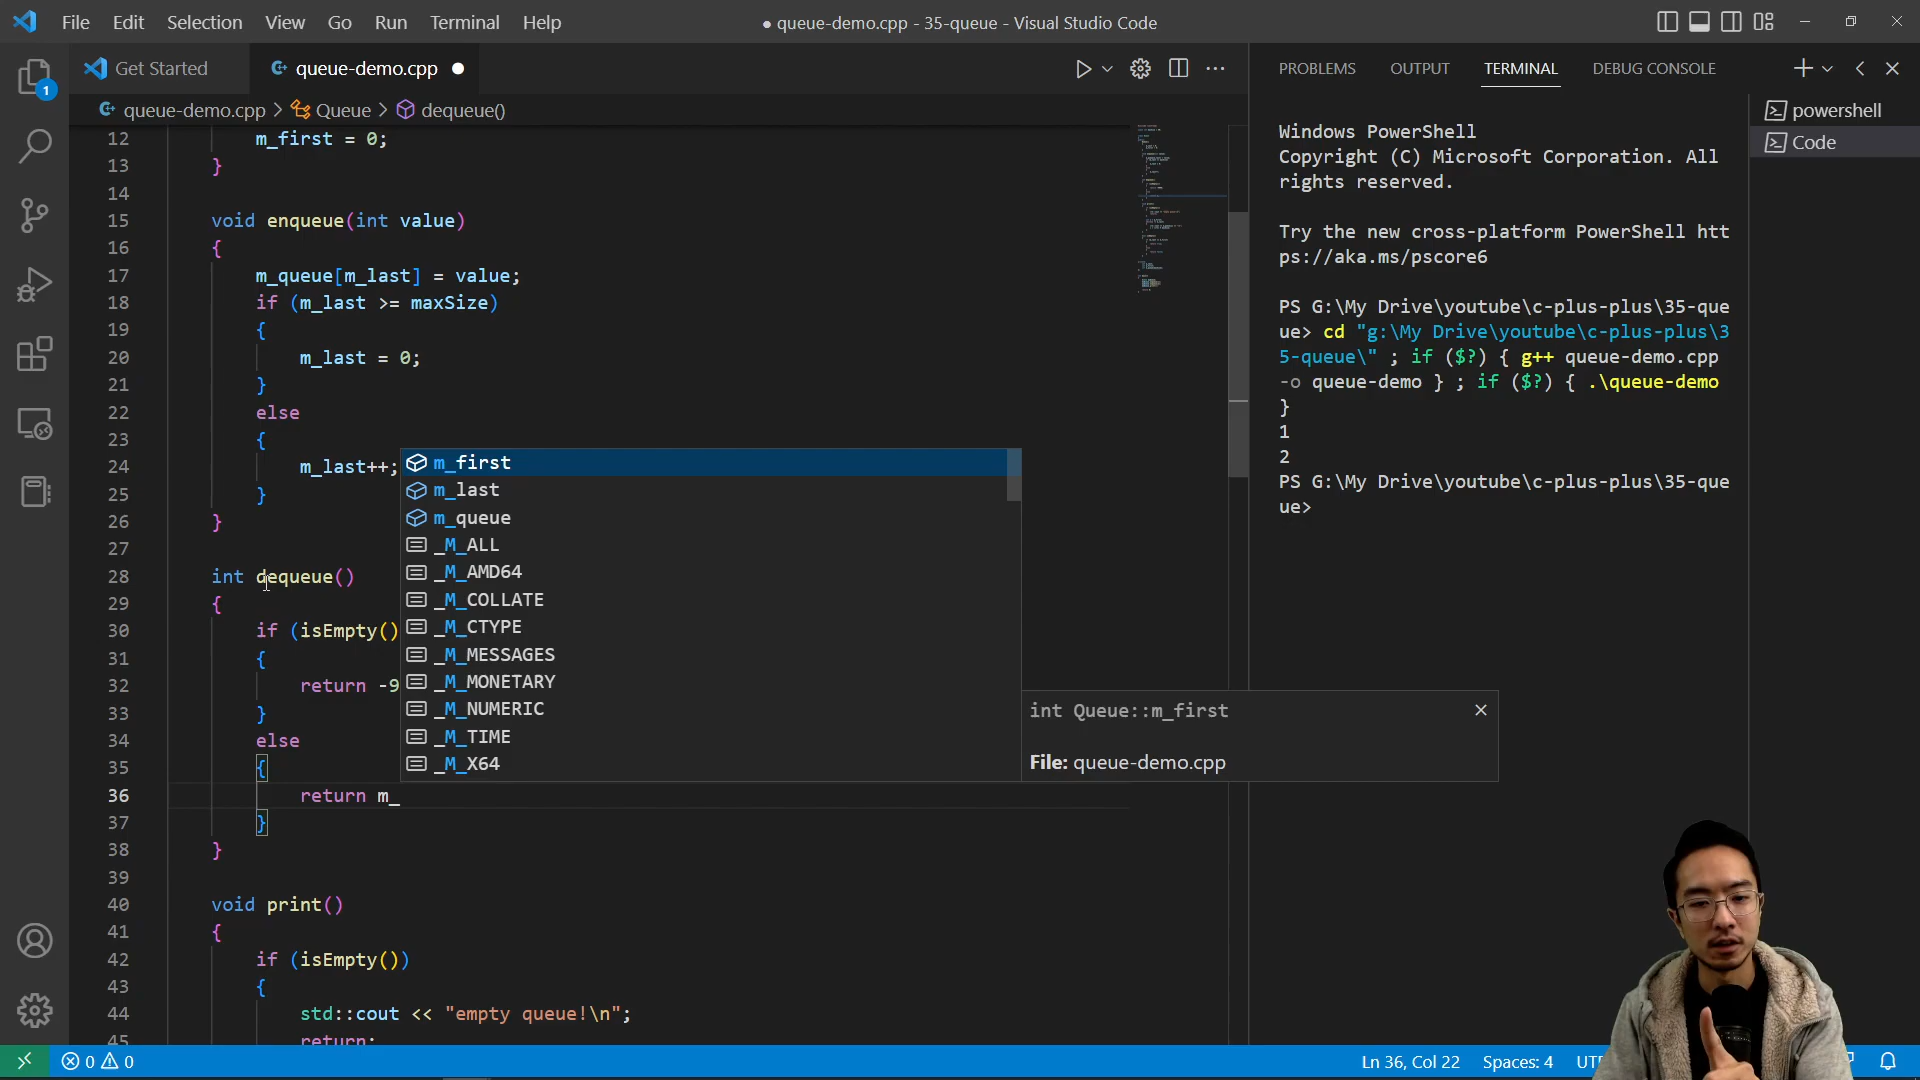 File Edit Selection View Go Run Terminal Help
● queue-demo.cpp - 35-queue - Visual Studio Code
Get Started
queue-demo.cpp
queue-demo.cpp > Queue > dequeue()
12 m_first = 0;
13 }
14
15 void enqueue(int value)
16 {
17 m_queue[m_last] = value;
18 if (m_last >= maxSize)
19 {
20 m_last = 0;
21 }
22 else
23 {
24 m_last++;
25 }
26 }
27
28 int dequeue()
29 {
30 if (isEmpty()
31 {
32 return -9
33 }
34 else
35 {
36 return m_
37 }
38 }
39
40 void print()
41 {
42 if (isEmpty())
43 {
44 std::cout << "empty queue!\n";
45 return;
m_first
m_last
m_queue
_M_ALL
_M_AMD64
_M_COLLATE
_M_CTYPE
_M_MESSAGES
_M_MONETARY
_M_NUMERIC
_M_TIME
_M_X64
int Queue::m_first
File: queue-demo.cpp
PROBLEMS OUTPUT TERMINAL DEBUG CONSOLE
Windows PowerShell
Copyright (C) Microsoft Corporation. All
rights reserved.
Try the new cross-platform PowerShell htt
ps://aka.ms/pscore6
PS G:\My Drive\youtube\c-plus-plus\35-que
ue> cd "g:\My Drive\youtube\c-plus-plus\3
5-queue\" ; if ($?) { g++ queue-demo.cpp
-o queue-demo } ; if ($?) { .\queue-demo
}
1
2
PS G:\My Drive\youtube\c-plus-plus\35-que
ue>
powershell
Code
1
0 0
Ln 36, Col 22 Spaces: 4